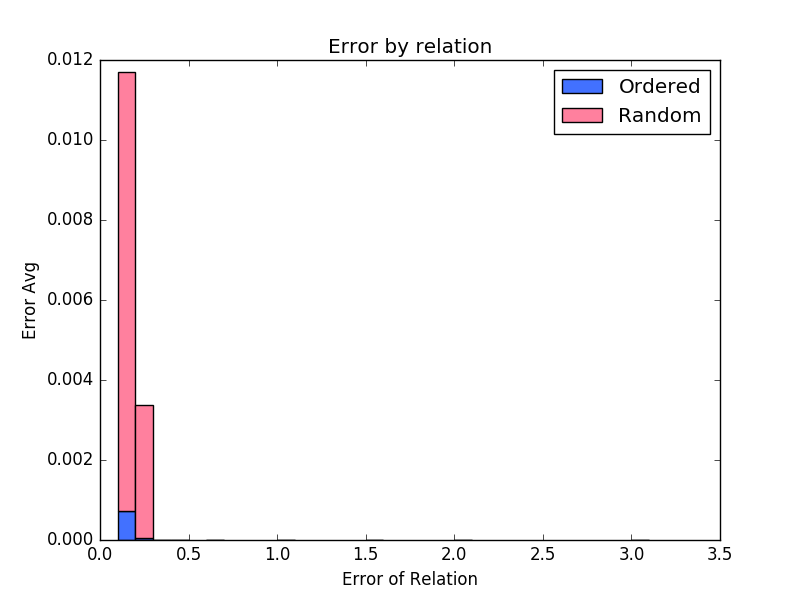 Error by relation
Ordered
Random
Error Avg
0.012
0.010
0.008
0.006
0.004
0.002
0.000
0.0 0.5 1.0 1.5 2.0 2.5 3.0 3.5
Error of Relation